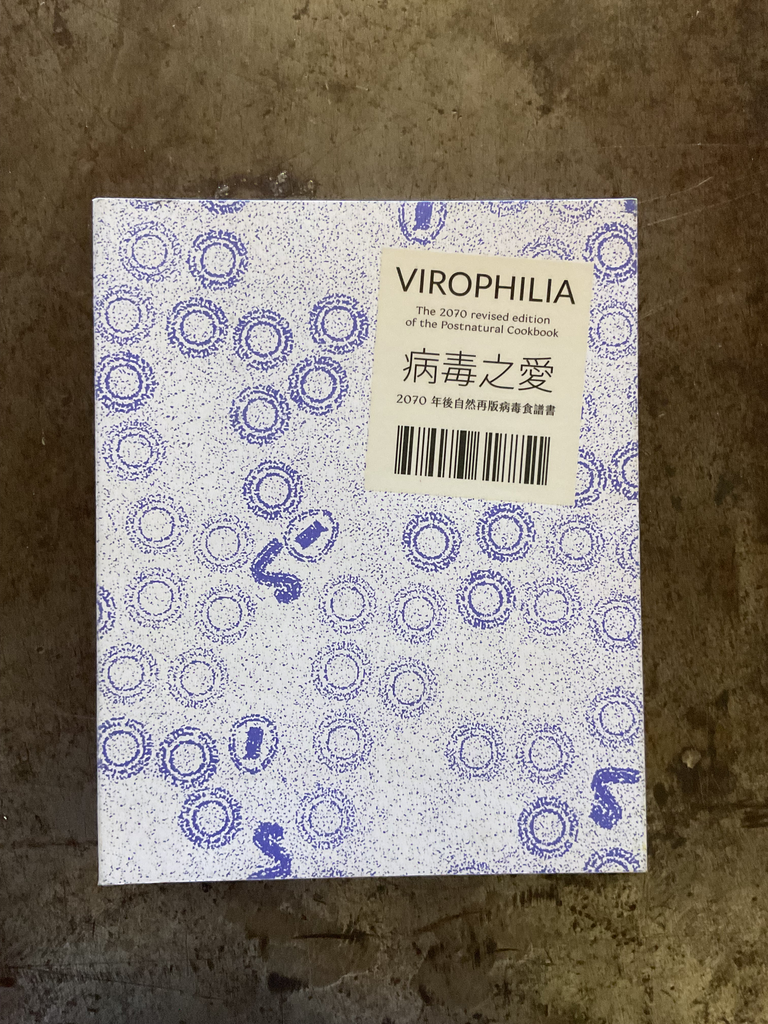 VIROPHILIA
The 2070 revised edition
of the Postnatural Cookbook
病毒之愛
2070 年後自然再版病毒食譜書